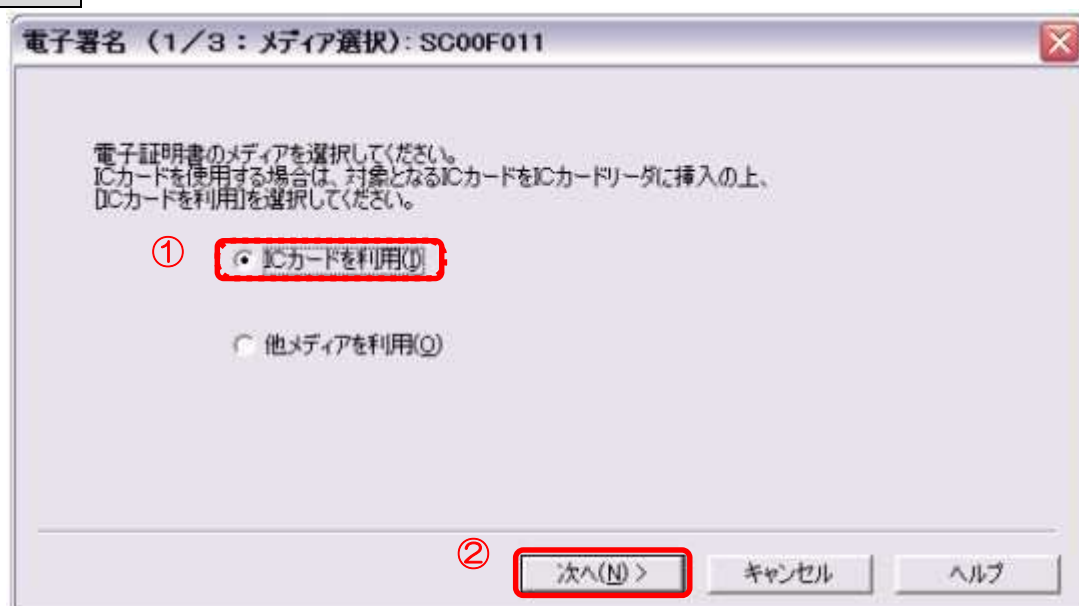 電子署名 (1/3:メディア選択):SC00F011
電子証明書のメディアを選択してください。
ICカードを使用する場合は、対象となるICカードをICカードリーダに挿入の上、
[ICカードを利用]を選択してください。
① ICカードを利用(I)
他メディアを利用(O)
② 次へ(N) > キャンセル ヘルプ